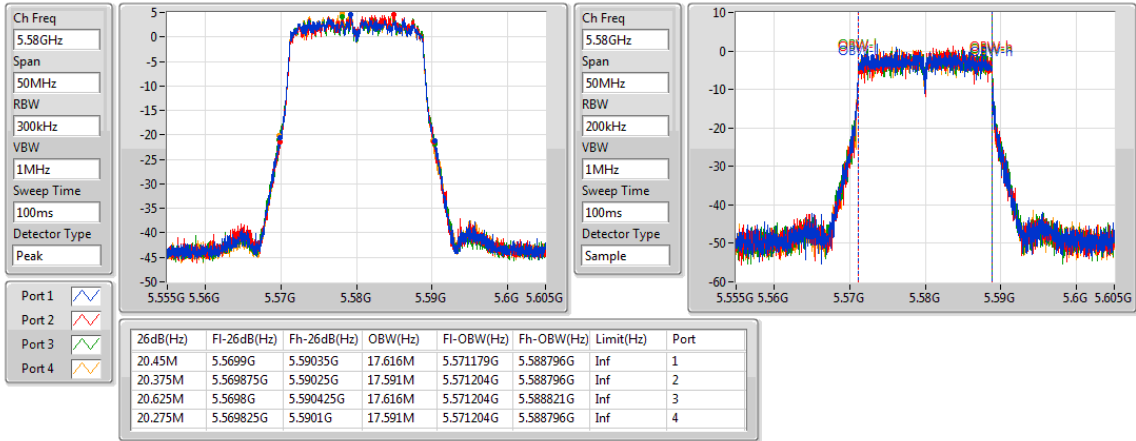 Ch Freq
5.58GHz
Span
50MHz
RBW
300kHz
VBW
1MHz
Sweep Time
100ms
Detector Type
Peak
5
0
-5
-10
-15
-20
-25
-30
-35
-40
-45
-50
5.555G 5.56G 5.57G 5.58G 5.59G 5.6G 5.605G
Ch Freq
5.58GHz
Span
50MHz
RBW
200kHz
VBW
1MHz
Sweep Time
100ms
Detector Type
Sample
10
0
-10
-20
-30
-40
-50
-60
OBW-l OBW-h
5.555G 5.56G 5.57G 5.58G 5.59G 5.6G 5.605G
Port 1
Port 2
Port 3
Port 4
26dB(Hz) Fl-26dB(Hz) Fh-26dB(Hz) OBW(Hz) Fl-OBW(Hz) Fh-OBW(Hz) Limit(Hz) Port
20.45M 5.5699G 5.59035G 17.616M 5.571179G 5.588796G Inf 1
20.375M 5.569875G 5.59025G 17.591M 5.571204G 5.588796G Inf 2
20.625M 5.5698G 5.590425G 17.616M 5.571204G 5.588821G Inf 3
20.275M 5.569825G 5.5901G 17.591M 5.571204G 5.588796G Inf 4